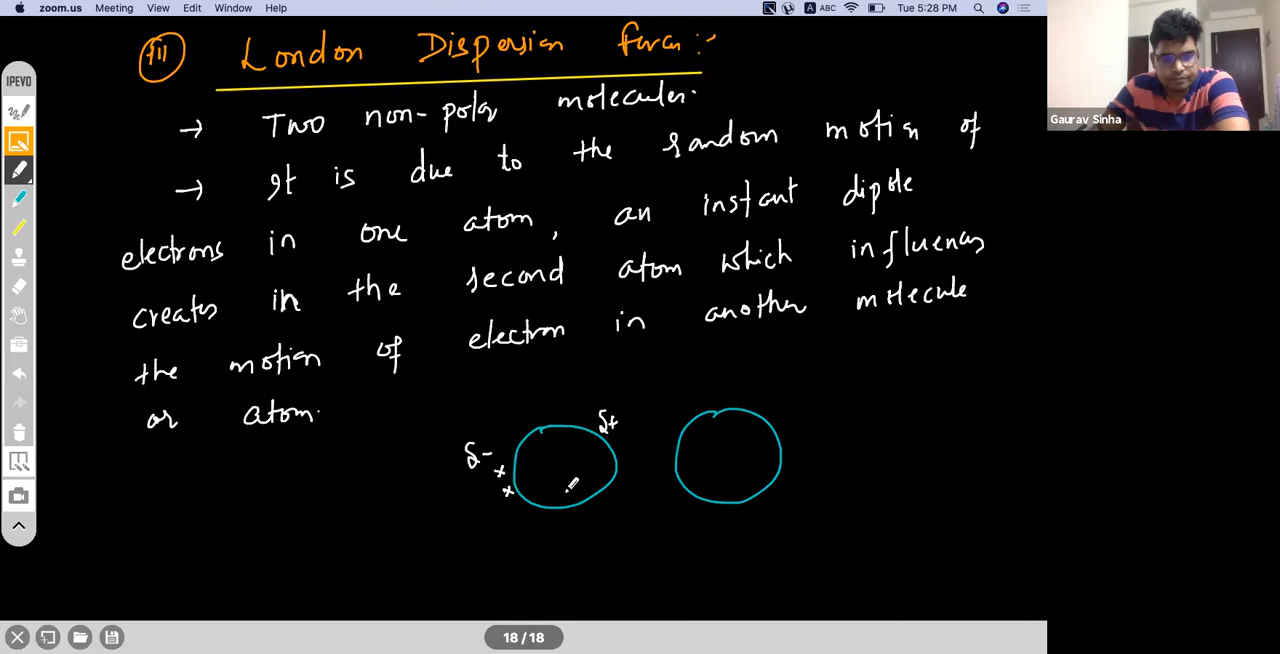 zoom.us Meeting View Edit Window Help
A ABC Tue 5:28 PM
Gaurav Sinha
IPEVO
(III) London Dispersion forces :-
→ Two non-polar molecules.
→ It is due to the random motion of
electrons in one atom, an instant dipole
creates in the second atom which influences
the motion of electron in another molecule
or atom.
δ- δ+
x
x
18 / 18